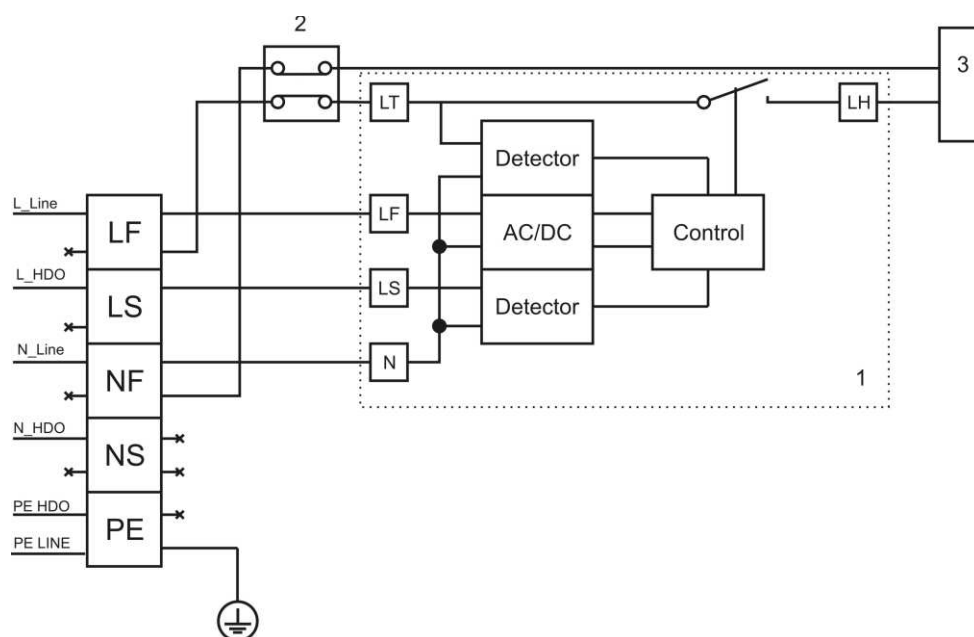 2
3
LT
LH
Detector
L_Line
LF
LF
AC/DC
Control
L_HDO
LS
LS
Detector
N_Line
NF
N
1
N_HDO
NS
PE HDO
PE
PE LINE